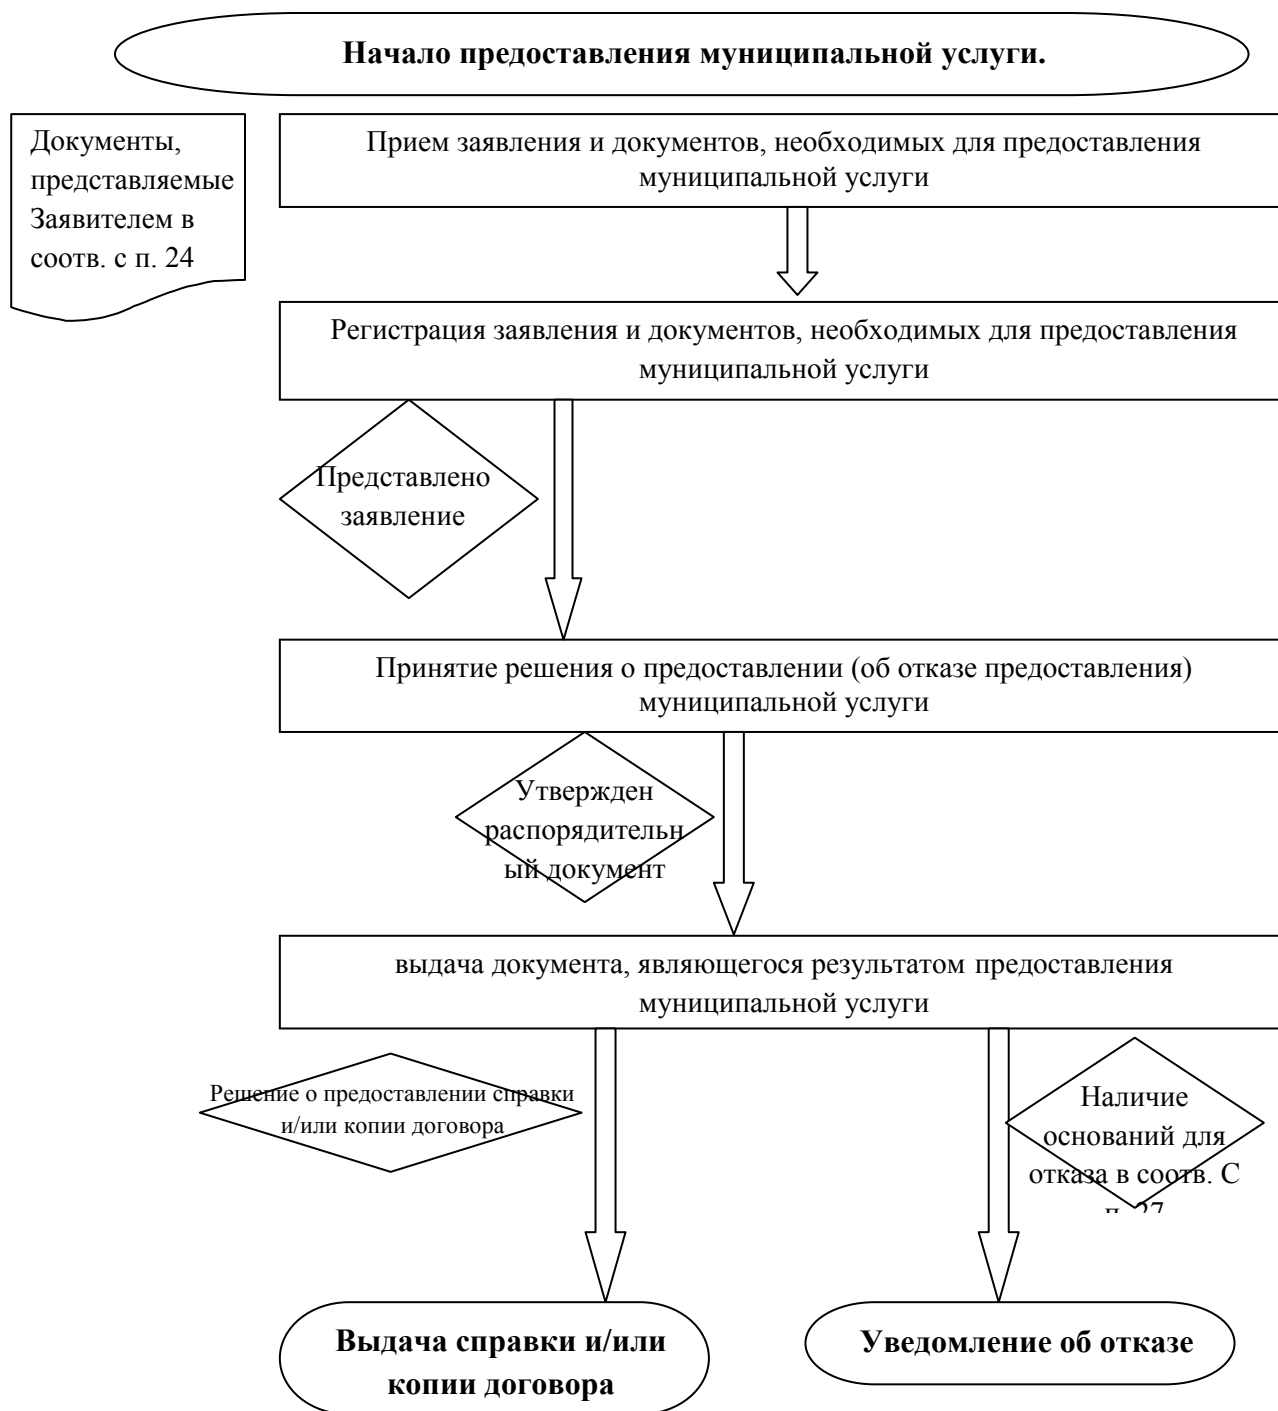 Начало предоставления муниципальной услуги.
Документы,
представляемые
Заявителем в
соотв. с п. 24
Прием заявления и документов, необходимых для предоставления
муниципальной услуги
Регистрация заявления и документов, необходимых для предоставления
муниципальной услуги
Представлено
заявление
Принятие решения о предоставлении (об отказе предоставления)
муниципальной услуги
Утвержден
распорядительн
ый документ
выдача документа, являющегося результатом предоставления
муниципальной услуги
Решение о предоставлении справки
и/или копии договора
Наличие
оснований для
отказа в соотв. С
п. 27
Выдача справки и/или
копии договора
Уведомление об отказе